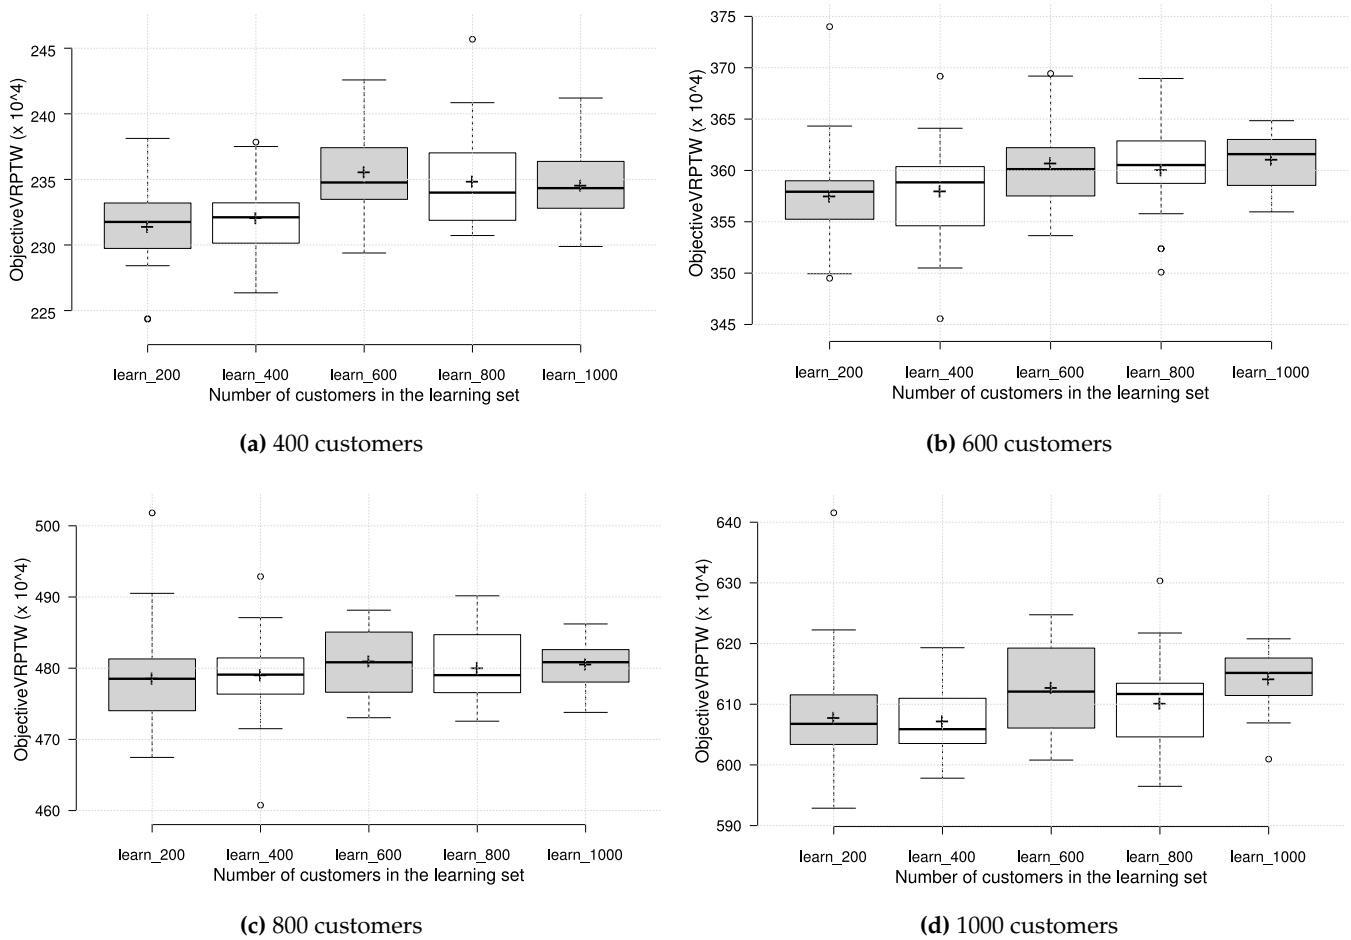 245
240
235
230
225
ObjectiveVRPTW (x 10^4)
learn_200
learn_400
learn_600
learn_800
learn_1000
Number of customers in the learning set
(a) 400 customers
375
370
365
360
355
350
345
ObjectiveVRPTW (x 10^4)
learn_200
learn_400
learn_600
learn_800
learn_1000
Number of customers in the learning set
(b) 600 customers
500
490
480
470
460
ObjectiveVRPTW (x 10^4)
learn_200
learn_400
learn_600
learn_800
learn_1000
Number of customers in the learning set
(c) 800 customers
640
630
620
610
600
590
ObjectiveVRPTW (x 10^4)
learn_200
learn_400
learn_600
learn_800
learn_1000
Number of customers in the learning set
(d) 1000 customers